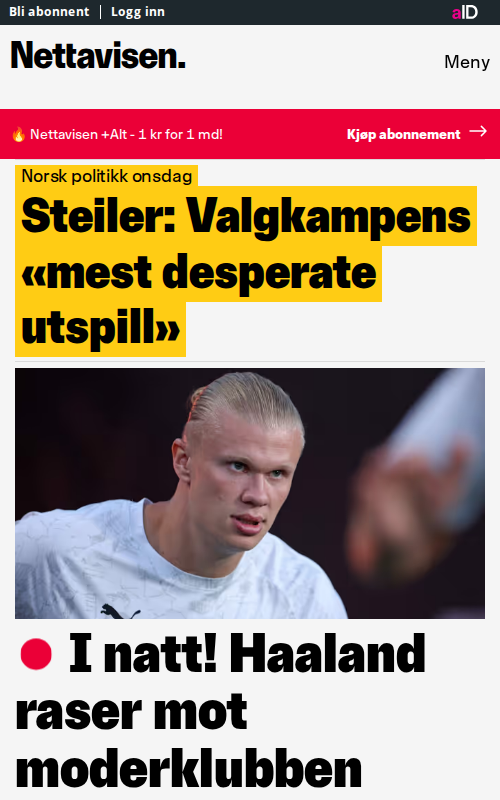 Bli abonnent | Logg inn
aID
Nettavisen.
Meny
Nettavisen +Alt - 1 kr for 1 md!
Kjøp abonnement →
Norsk politikk onsdag
Steiler: Valgkampens
«mest desperate
utspill»
I natt! Haaland
raser mot
moderklubben